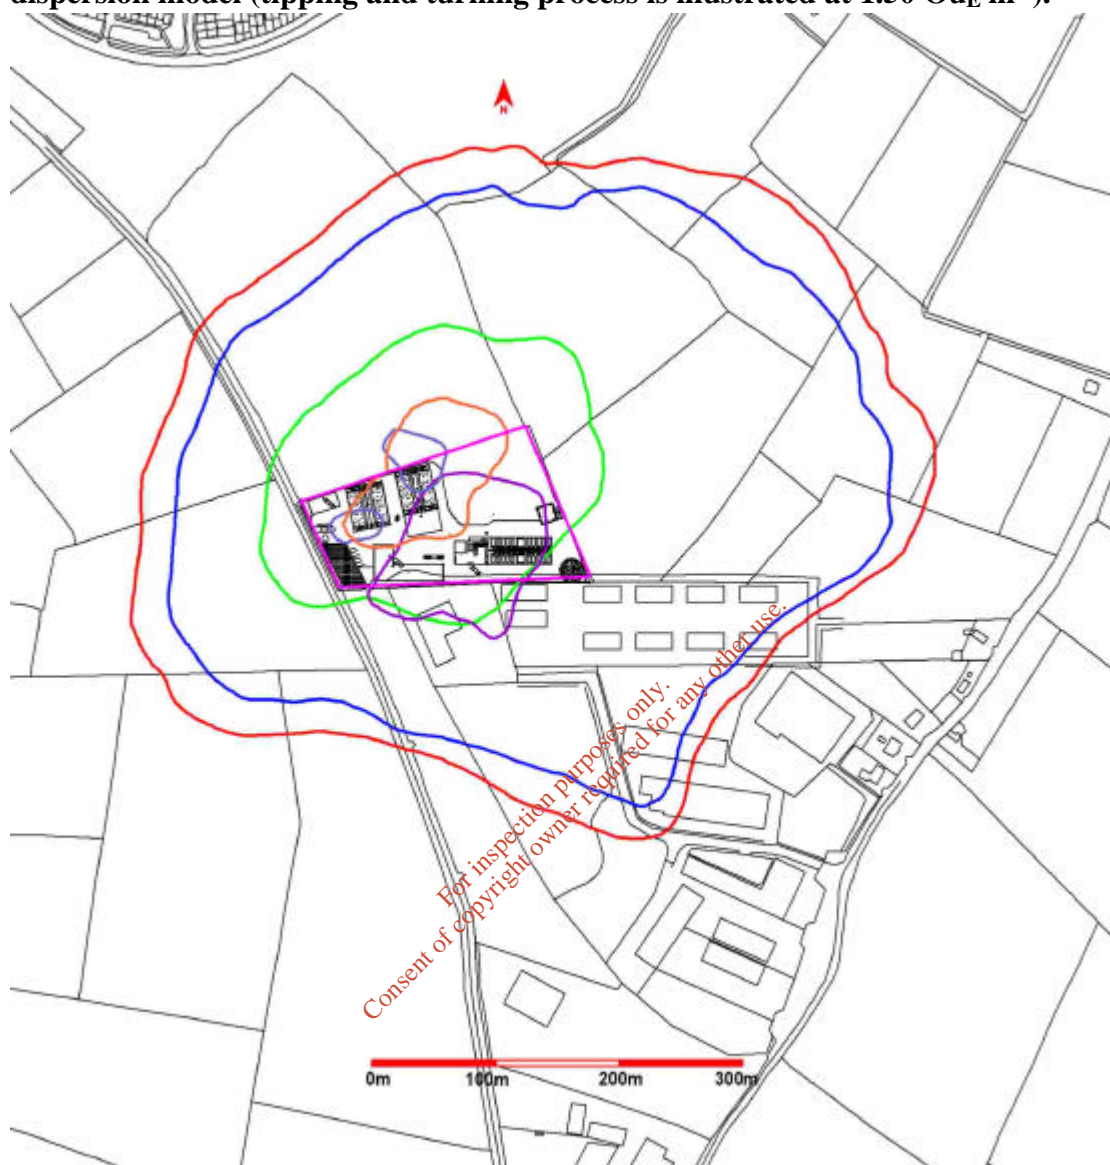 dispersion model (tipping and turning process is illustrated at 1.50 OuE m
N
For inspection purposes only.
Consent of copyright owner required for any other use.
0m 100m 200m 300m